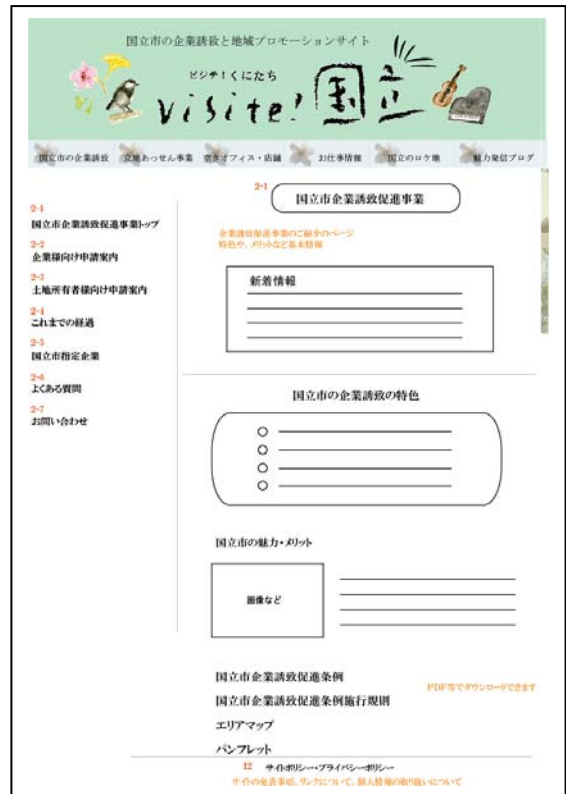 国立市の企業誘致と地域プロモーションサイト
ビジテ!くにたち
visite!国立
国立市の企業誘致 立地あっせん事業 空きオフィス・店舗 お仕事情報 国立のロケ地 魅力発信ブログ
2-1
国立市企業誘致促進事業トップ
2-2
企業様向け申請案内
2-3
土地所有者様向け申請案内
2-4
これまでの経過
2-5
国立市指定企業
2-6
よくある質問
2-7
お問い合わせ
2-1
国立市企業誘致促進事業
企業誘致促進事業のご紹介のページ
特色や、メリットなど基本情報
新着情報
国立市の企業誘致の特色
国立市の魅力・メリット
画像など
国立市企業誘致促進条例
国立市企業誘致促進条例施行規則
エリアマップ
パンフレット
PDF等でダウンロードできます
12 サイトポリシー・プライバシーポリシー
サイトの免責事項、リンクについて、個人情報の取り扱いについて